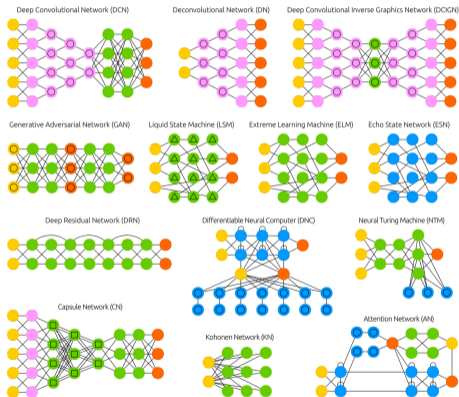 Deep Convolutional Network (DCN)
Deconvolutional Network (DN)
Deep Convolutional Inverse Graphics Network (DCIGN)
Generative Adversarial Network (GAN)
Liquid State Machine (LSM)
Extreme Learning Machine (ELM)
Echo State Network (ESN)
Deep Residual Network (DRN)
Differentiable Neural Computer (DNC)
Neural Turing Machine (NTM)
Capsule Network (CN)
Kohonen Network (KN)
Attention Network (AN)